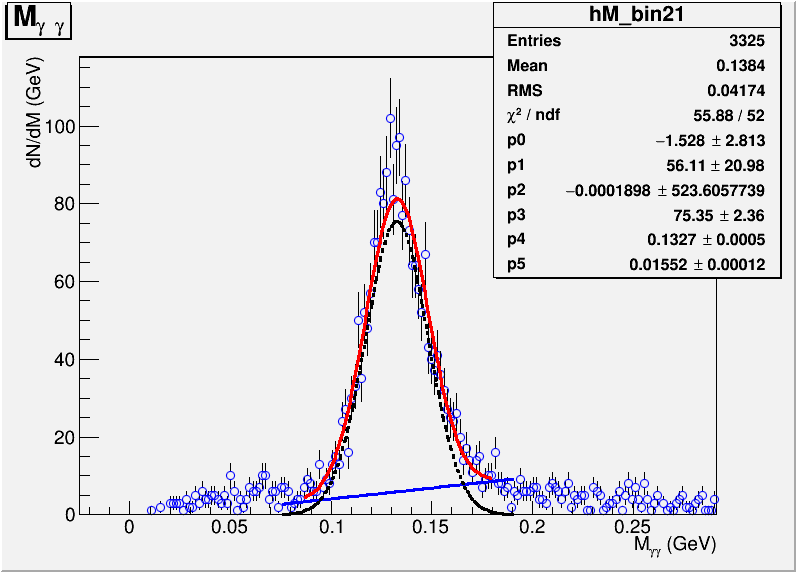 M γ γ
hM_bin21
Entries 3325
Mean 0.1384
RMS 0.04174
χ² / ndf 55.88 / 52
p0 −1.528 ± 2.813
p1 56.11 ± 20.98
p2 −0.0001898 ± 523.6057739
p3 75.35 ± 2.36
p4 0.1327 ± 0.0005
p5 0.01552 ± 0.00012
dN/dM (GeV)
100
80
60
40
20
0
0 0.05 0.1 0.15 0.2 0.25
M γγ (GeV)